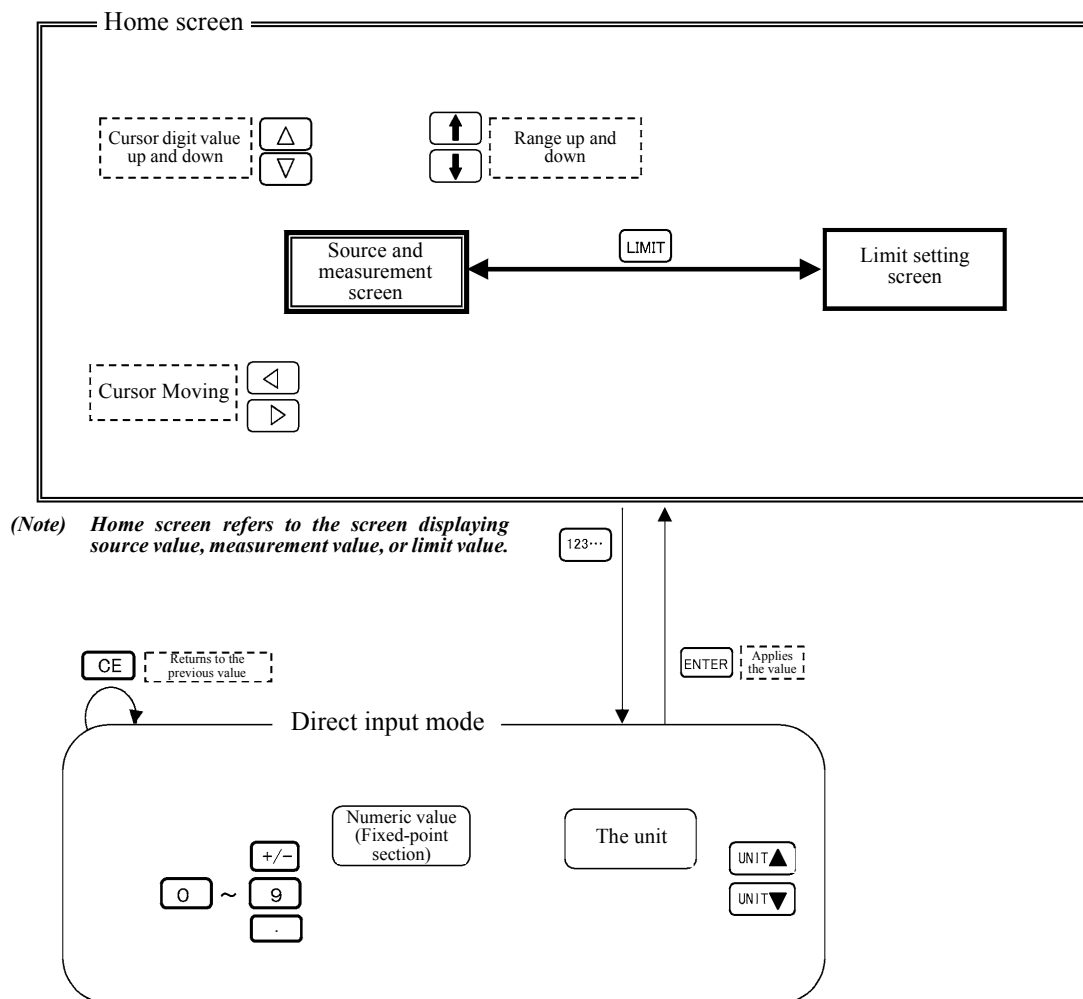 Home screen
Cursor digit value
up and down
△
▽
⬆
⬇
Range up and
down
Source and
measurement
screen
LIMIT
Limit setting
screen
Cursor Moving
◁
▷
(Note) Home screen refers to the screen displaying
source value, measurement value, or limit value.
123…
CE
Returns to the
previous value
ENTER
Applies
the value
Direct input mode
Numeric value
(Fixed-point
section)
The unit
+/-
0 ~ 9
.
UNIT▲
UNIT▼